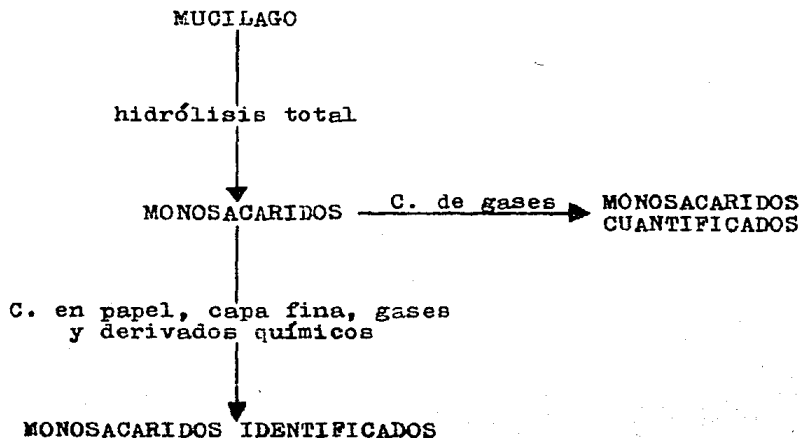 MUCILAGO
hidrólisis total
MONOSACARIDOS
C. de gases
MONOSACARIDOS
CUANTIFICADOS
C. en papel, capa fina, gases
y derivados químicos
MONOSACARIDOS IDENTIFICADOS